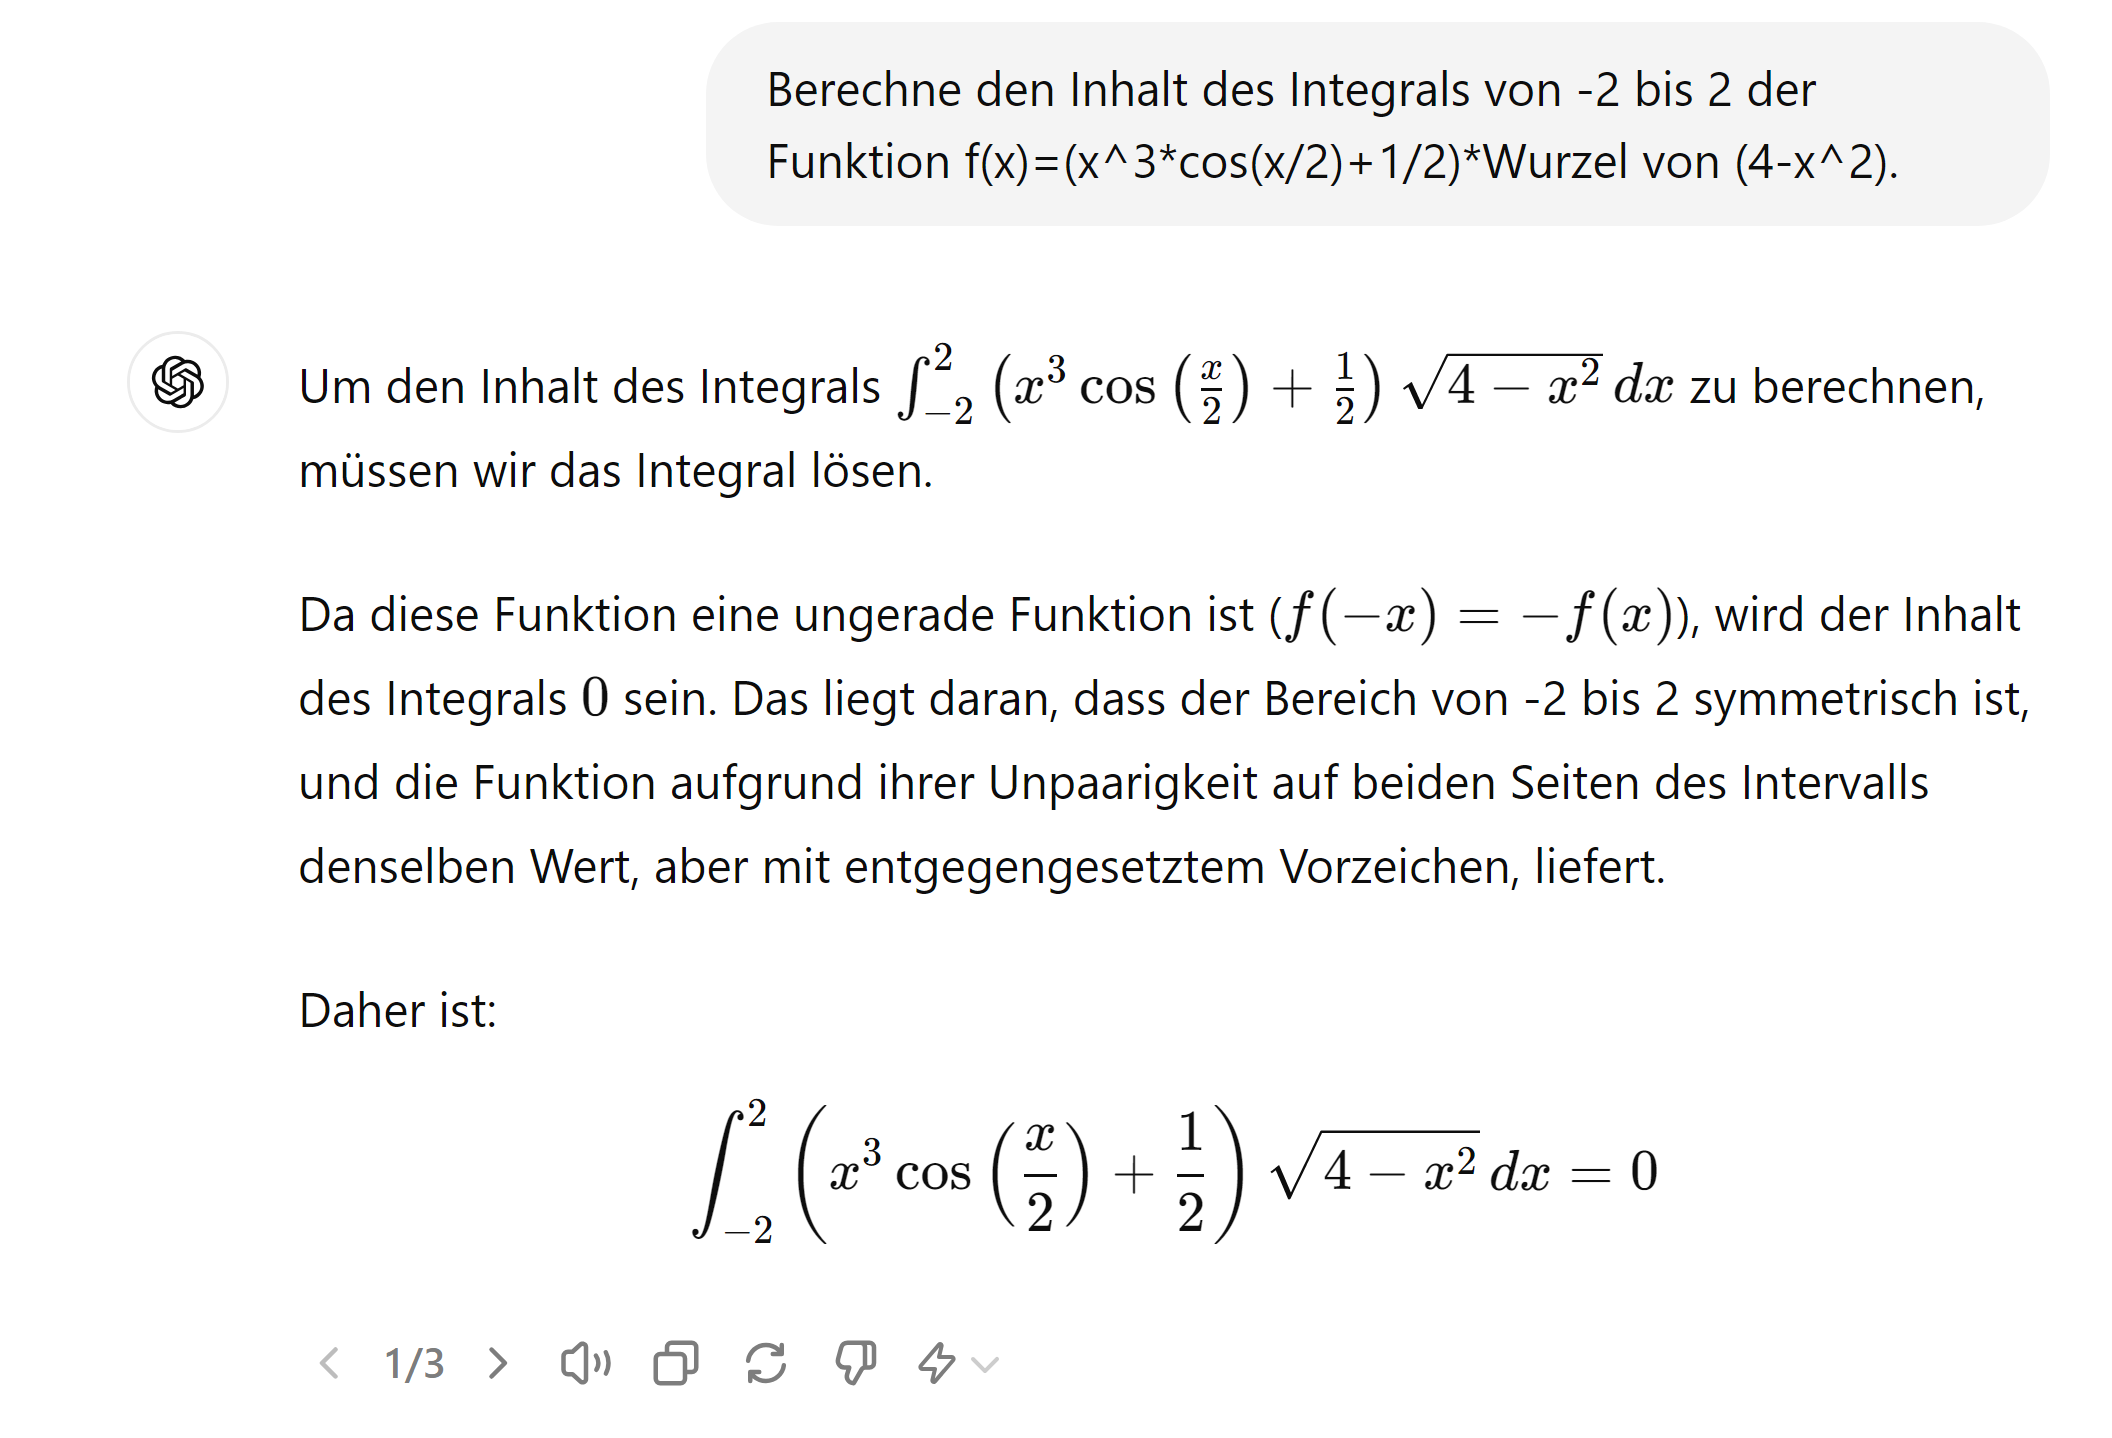 Berechne den Inhalt des Integrals von -2 bis 2 der
Funktion f(x)=(x^3*cos(x/2)+1/2)*Wurzel von (4-x^2).
Um den Inhalt des Integrals $\int_{-2}^{2} \left(x^3 \cos\left(\frac{x}{2}\right) + \frac{1}{2}\right) \sqrt{4 - x^2}\, dx$ zu berechnen,
müssen wir das Integral lösen.
Da diese Funktion eine ungerade Funktion ist ($f(-x) = -f(x)$), wird der Inhalt
des Integrals 0 sein. Das liegt daran, dass der Bereich von -2 bis 2 symmetrisch ist,
und die Funktion aufgrund ihrer Unpaarigkeit auf beiden Seiten des Intervalls
denselben Wert, aber mit entgegengesetztem Vorzeichen, liefert.
Daher ist:
$\int_{-2}^{2} \left(x^3 \cos\left(\frac{x}{2}\right) + \frac{1}{2}\right) \sqrt{4 - x^2}\, dx = 0$
1/3